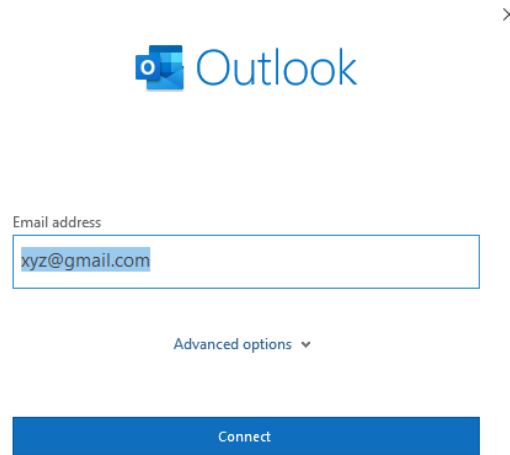 Outlook
Email address
xyz@gmail.com
Advanced options
Connect